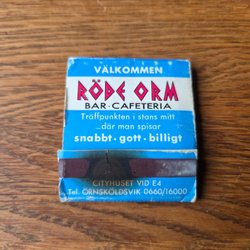 VÄLKOMMEN
RÖDE ORM
BAR-CAFETERIA
Träffpunkten i stans mitt
...där man spisar
snabbt-gott-billigt
CITYHUSET VID E4
Tel. ÖRNSKÖLDSVIK 0660/16000